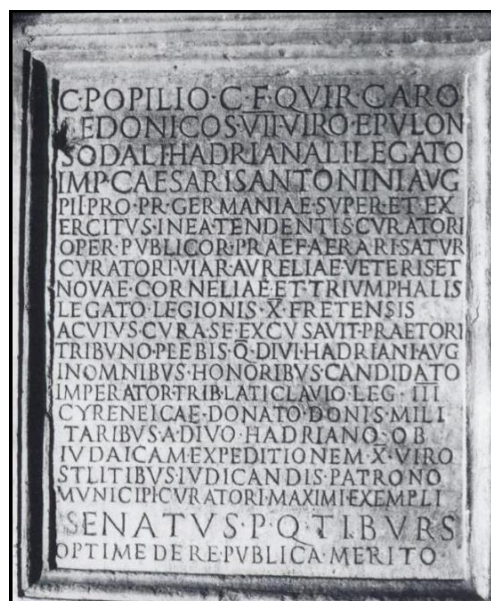 C·POPILIO·C·F·QVIR·CARO
PEDONI·COS·VII·VIRO·EPVLON
SODALI·HADRIANALI·LEGATO
IMP·CAESARIS·ANTONINI·AVG
PII·PRO·PR·GERMANIAE·SVPER·ET·EX
ERCITVS·IN·EA·TENDENTIS·CVRATORI
OPER·PVBLICOR·PRAEF·AERARI·SATVR
CVRATORI·VIAR·AVRELIAE·VETERIS·ET
NOVAE·CORNELIAE·ET·TRIVMPHALIS
LEGATO·LEGIONIS·X·FRETENSIS
A·CVIVS·CVRA·SE·EXCVSAVIT·PRAETORI
TRIBVNO·PLEBIS·Q·DIVI·HADRIANI·AVG
IN·OMNIBVS·HONORIBVS·CANDIDATO
IMPERATOR·TRIB·LATICLAVIO·LEG·III
CYRENEICAE·DONATO·DONIS·MILI
TARIBVS·A·DIVO·HADRIANO·OB
IVDAICAM·EXPEDITIONEM·X·VIRO
STLITIBVS·IVDICANDIS·PATRONO
MVNICIPI·CVRATORI·MAXIMI·EXEMPLI
SENATVS·P·Q·TIBVRS
OPTIME·DE·RE·PVBLICA·MERITO